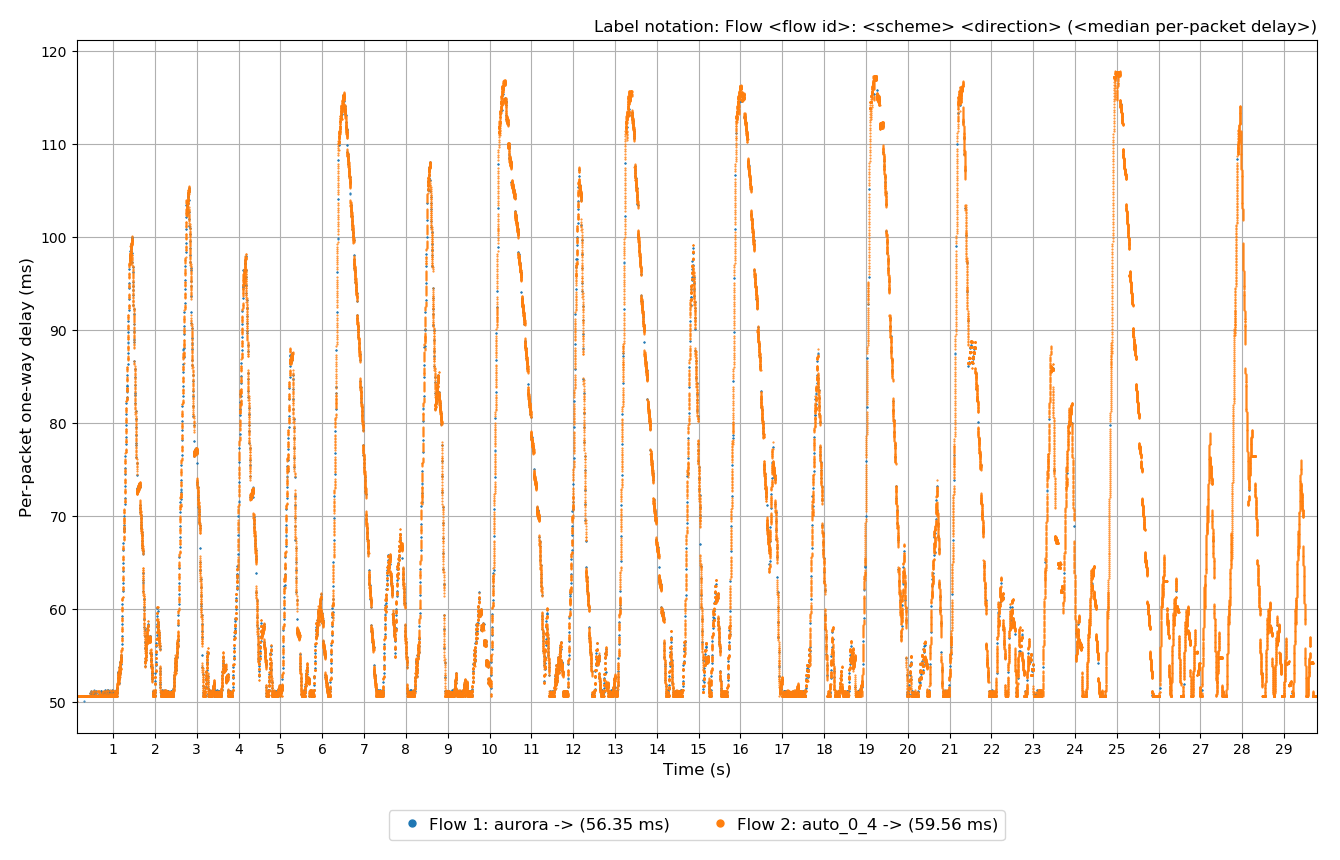 Label notation: Flow <flow id>: <scheme> <direction> (<median per-packet delay>)
120
110
100
90
80
70
60
50
Per-packet one-way delay (ms)
1 2 3 4 5 6 7 8 9 10 11 12 13 14 15 16 17 18 19 20 21 22 23 24 25 26 27 28 29
Time (s)
Flow 1: aurora -> (56.35 ms) Flow 2: auto_0_4 -> (59.56 ms)